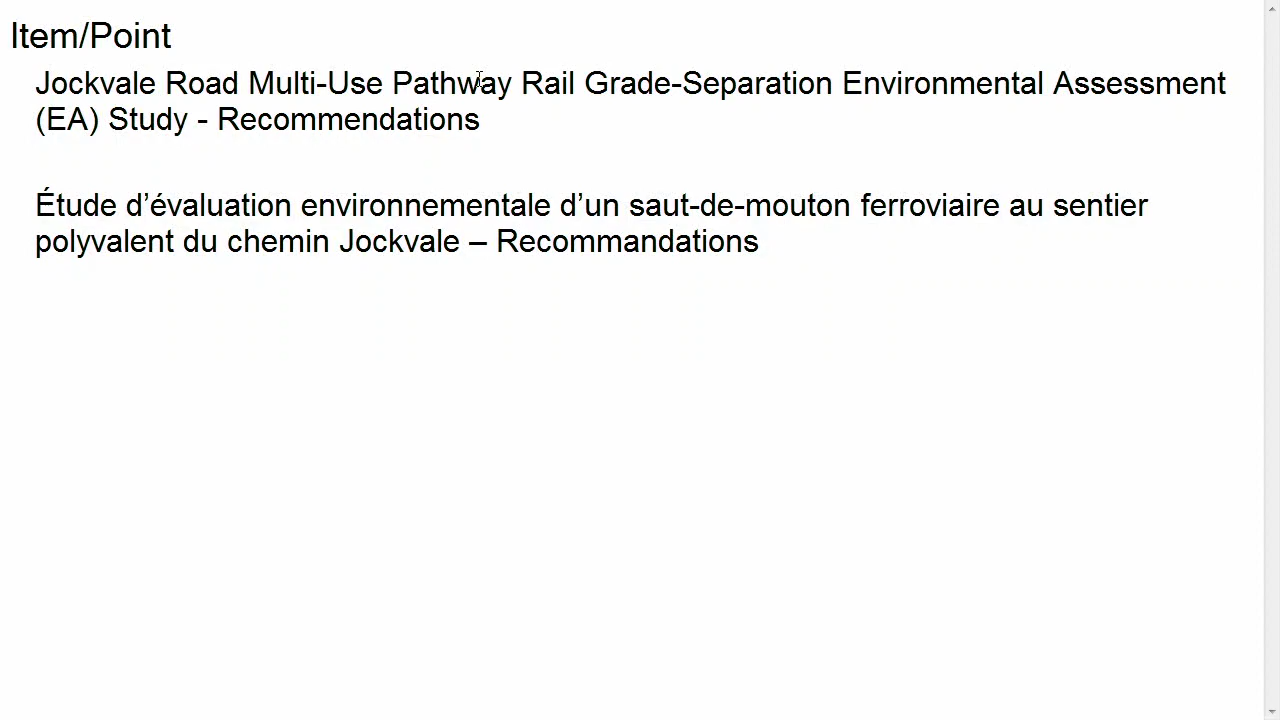 Item/Point
Jockvale Road Multi-Use Pathway Rail Grade-Separation Environmental Assessment
(EA) Study - Recommendations
Étude d’évaluation environnementale d’un saut-de-mouton ferroviaire au sentier
polyvalent du chemin Jockvale – Recommandations